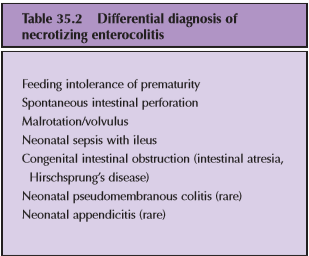 Table 35.2 Differential diagnosis of
necrotizing enterocolitis
Feeding intolerance of prematurity
Spontaneous intestinal perforation
Malrotation/volvulus
Neonatal sepsis with ileus
Congenital intestinal obstruction (intestinal atresia,
Hirschsprung's disease)
Neonatal pseudomembranous colitis (rare)
Neonatal appendicitis (rare)